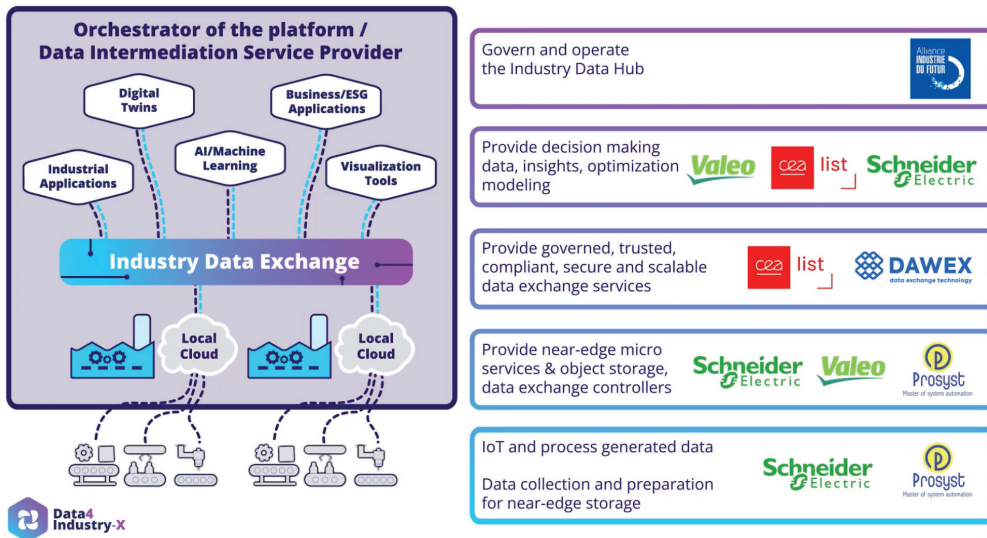 Orchestrator of the platform /
Data Intermediation Service Provider
Digital
Twins
Business/ESG
Applications
Industrial
Applications
AI/Machine
Learning
Visualization
Tools
Industry Data Exchange
Local
Cloud
Local
Cloud
Data4
Industry-X
Govern and operate
the Industry Data Hub
Alliance
INDUSTRIE
DU FUTUR
Provide decision making
data, insights, optimization
modeling
Valeo
cea list
Schneider
Electric
Provide governed, trusted,
compliant, secure and scalable
data exchange services
cea list
DAWEX
data exchange technology
Provide near-edge micro
services & object storage,
data exchange controllers
Schneider
Electric
Valeo
P
Prosyst
Master of system automation
IoT and process generated data
Data collection and preparation
for near-edge storage
Schneider
Electric
P
Prosyst
Master of system automation